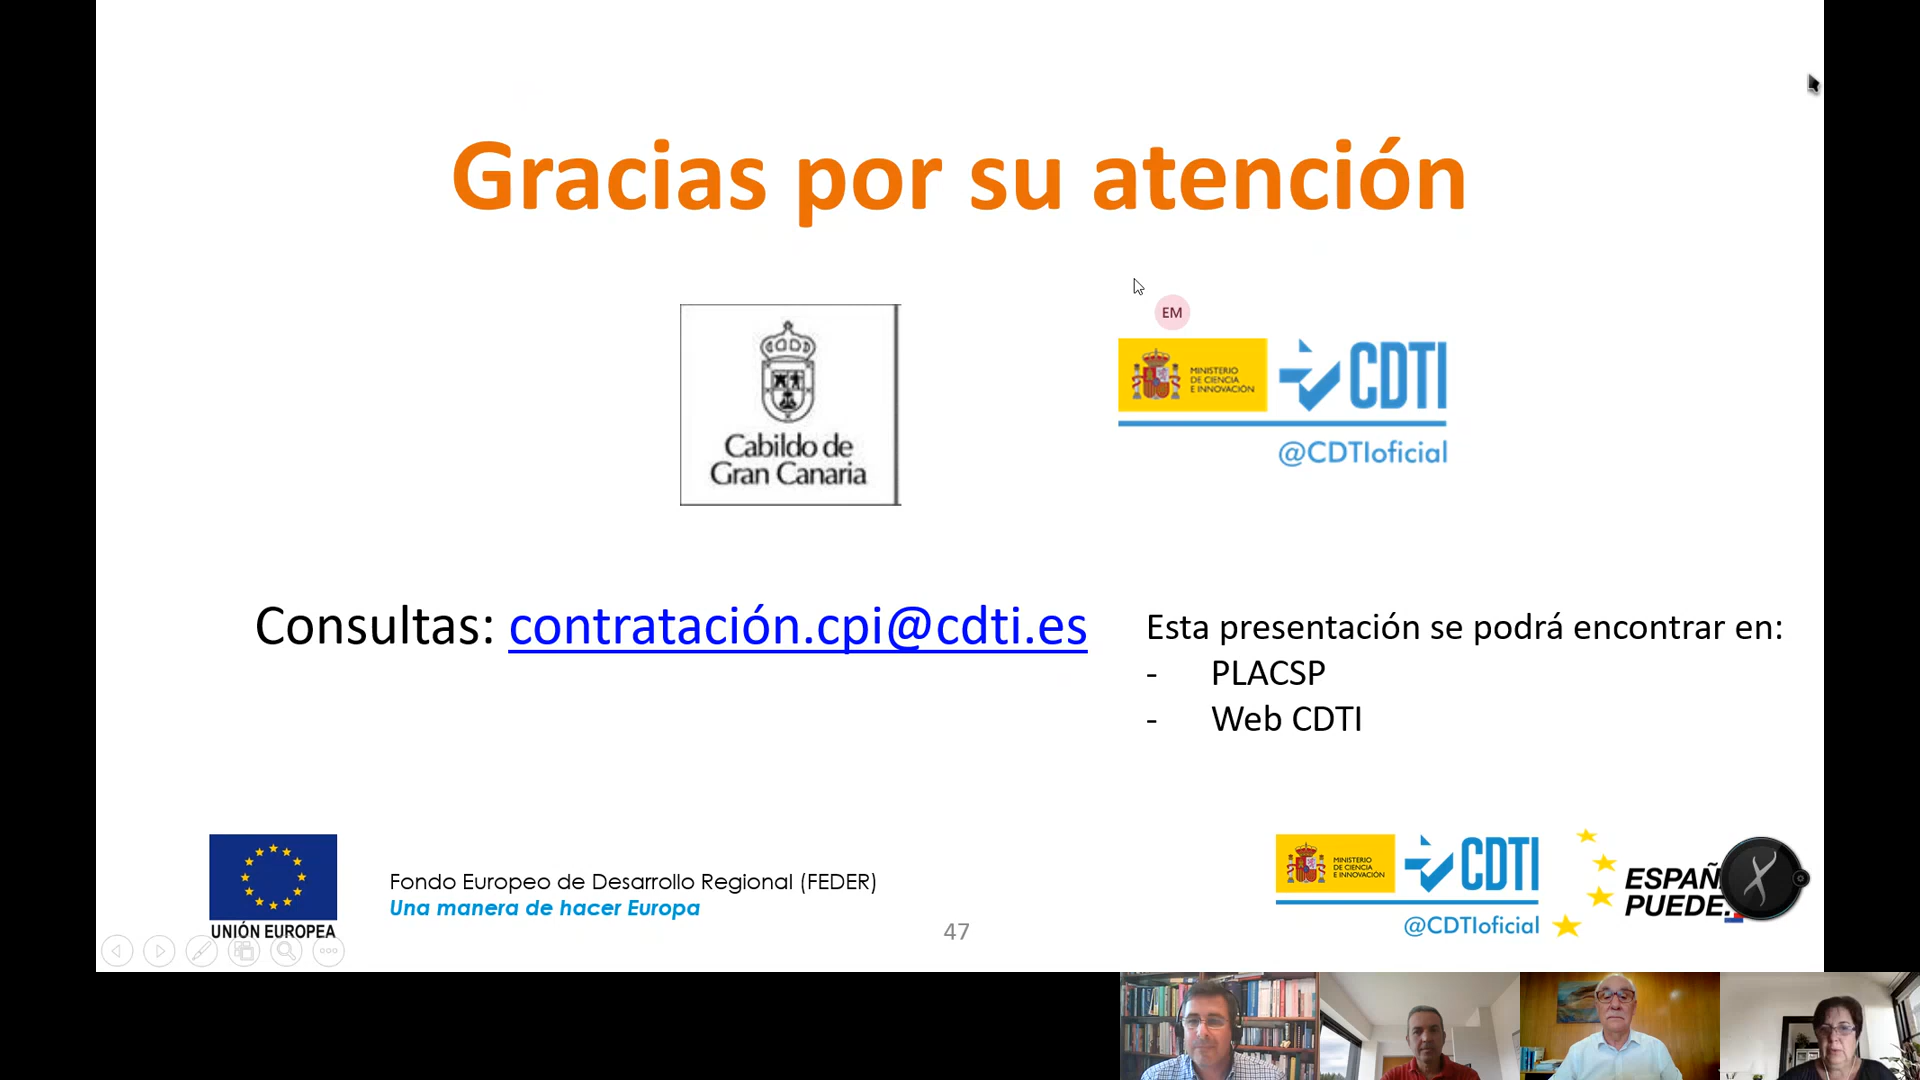 Gracias por su atención
EM
Cabildo de
Gran Canaria
MINISTERIO
DE CIENCIA
E INNOVACIÓN
CDTI
@CDTIoficial
Consultas: contratación.cpi@cdti.es
Esta presentación se podrá encontrar en:
- PLACSP
- Web CDTI
UNIÓN EUROPEA
Fondo Europeo de Desarrollo Regional (FEDER)
Una manera de hacer Europa
47
MINISTERIO
DE CIENCIA
E INNOVACIÓN
CDTI
@CDTIoficial
ESPAÑ
PUEDE.